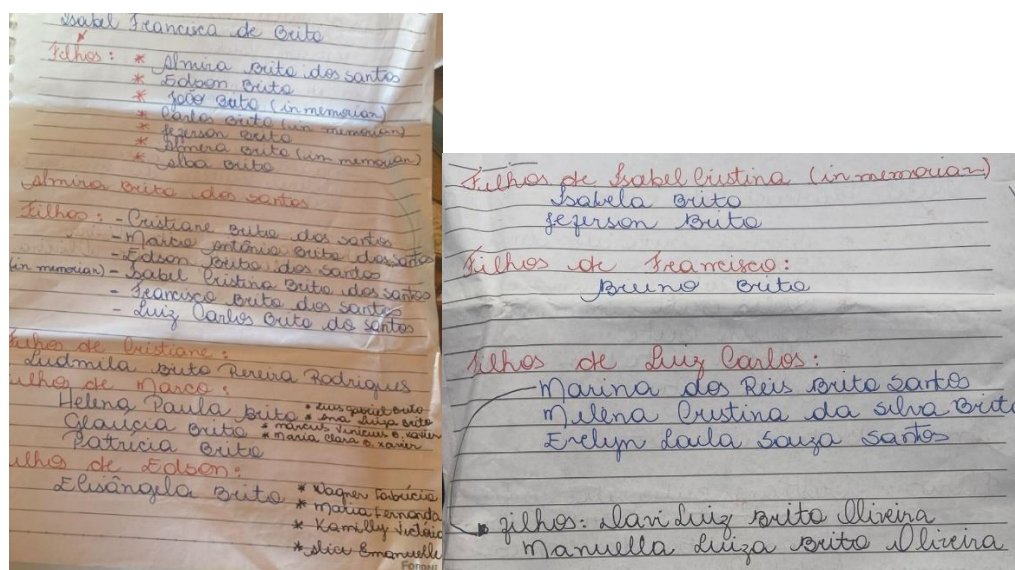 Isabel Francisca de Brito
Filhos: * Almira Brito dos santos
* Edson Brito
* João Brito (in memorian)
* Carlos Brito (in memorian)
* Jeferson Brito
* Almera Brito (in memorian)
* Alba Brito
Almira Brito dos santos
Filhos: - Cristiane Brito dos santos
- Marco Antônio Brito dos santos
- Edson Brito dos santos
(in memorian) - Isabel Cristina Brito dos santos
- Francisco Brito dos santos
- Luiz Carlos Brito do santos
Filhos de Cristiane:
Ludmila Brito Pereira Rodrigues
Filhos de Marco:
Helena Paula Brito * Luis gabriel Brito
* Ana Luiza Brito
Glaucia Brito * marcus Vinicius B. xavier
* maria clara B. xavier
Patrícia Brito
ilhos de Edson:
Elisângela Brito * Wagner Fabrício
* Maria Fernanda
* Kamilly Victória
* Alice Emanuelle
Foroni
Filhos de Isabel Cristina (in memorian)
Isabela Brito
Jeferson Brito
Filhos de Francisco:
Bruno Brito
Filhos de Luiz Carlos:
Marina dos Reis Brito Santos
Milena Cristina da silva Brito
Evelyn Laila Souza Santos
filhos: Davi Luiz Brito Oliveira
Manuella Luiza Brito Oliveira